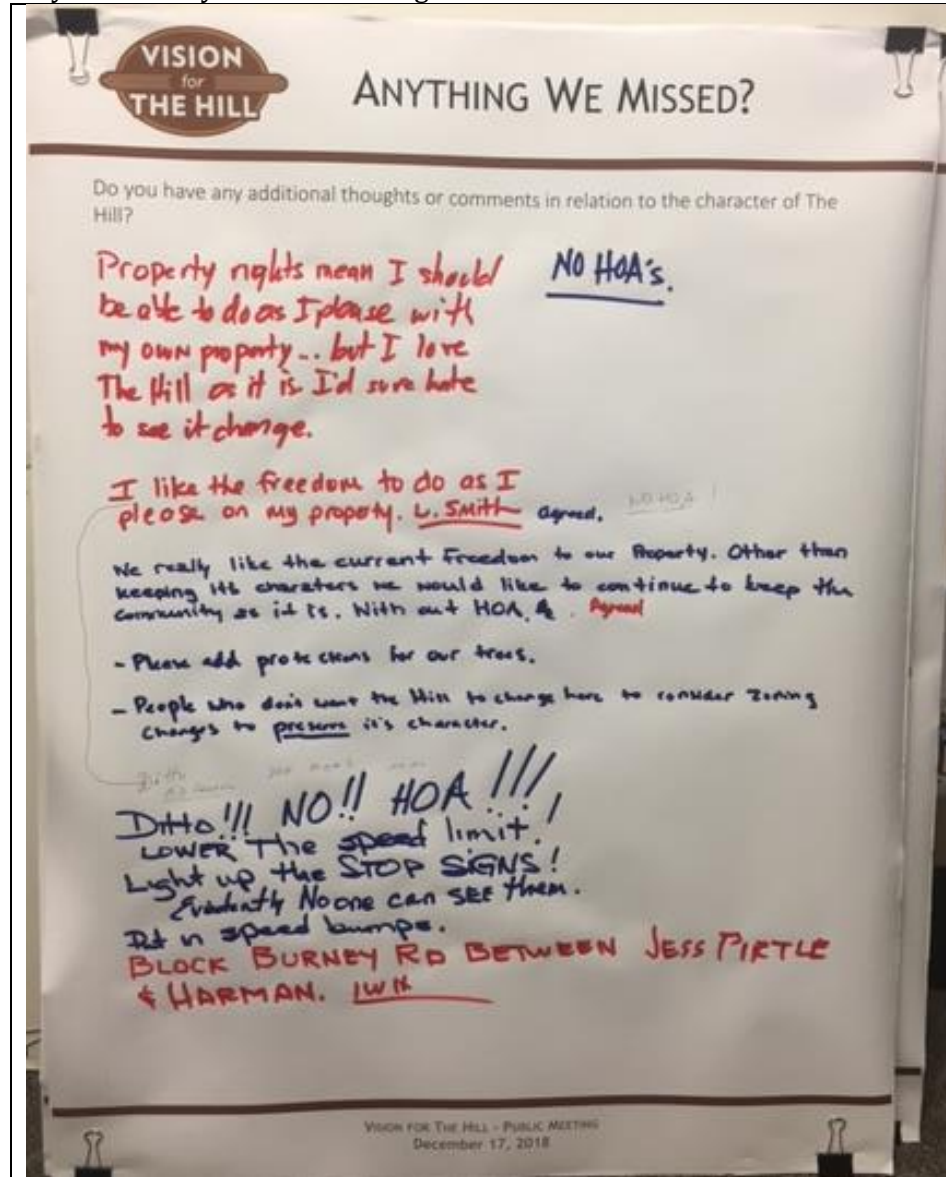 VISION
for
THE HILL
ANYTHING WE MISSED?
Do you have any additional thoughts or comments in relation to the character of The
Hill?
Property rights mean I should
be able to do as I please with
my own property... but I love
The Hill as it is. I'd sure hate
to see it change.
NO HOA's.
I like the freedom to do as I
please on my property. L. Smith Agreed.
NO HOA!
We really like the current Freedom to our Property. Other than
keeping its charaters we would like to continue to keep the
community as it is. With out HOA. Agreed
- Please add protections for our trees.
- People who don't want the Hill to change have to consider zoning
changes to preserve it's character.
Ditto
Ditto!!! NO!! HOA!!!!
LOWER The speed limit!
Light up the STOP SIGNS!
Evidently No one can SEE them.
Put in speed bumps.
BLOCK BURNEY RD BETWEEN JESS PIRTLE
& HARMAN.
VISION FOR THE HILL - PUBLIC MEETING
December 17, 2018